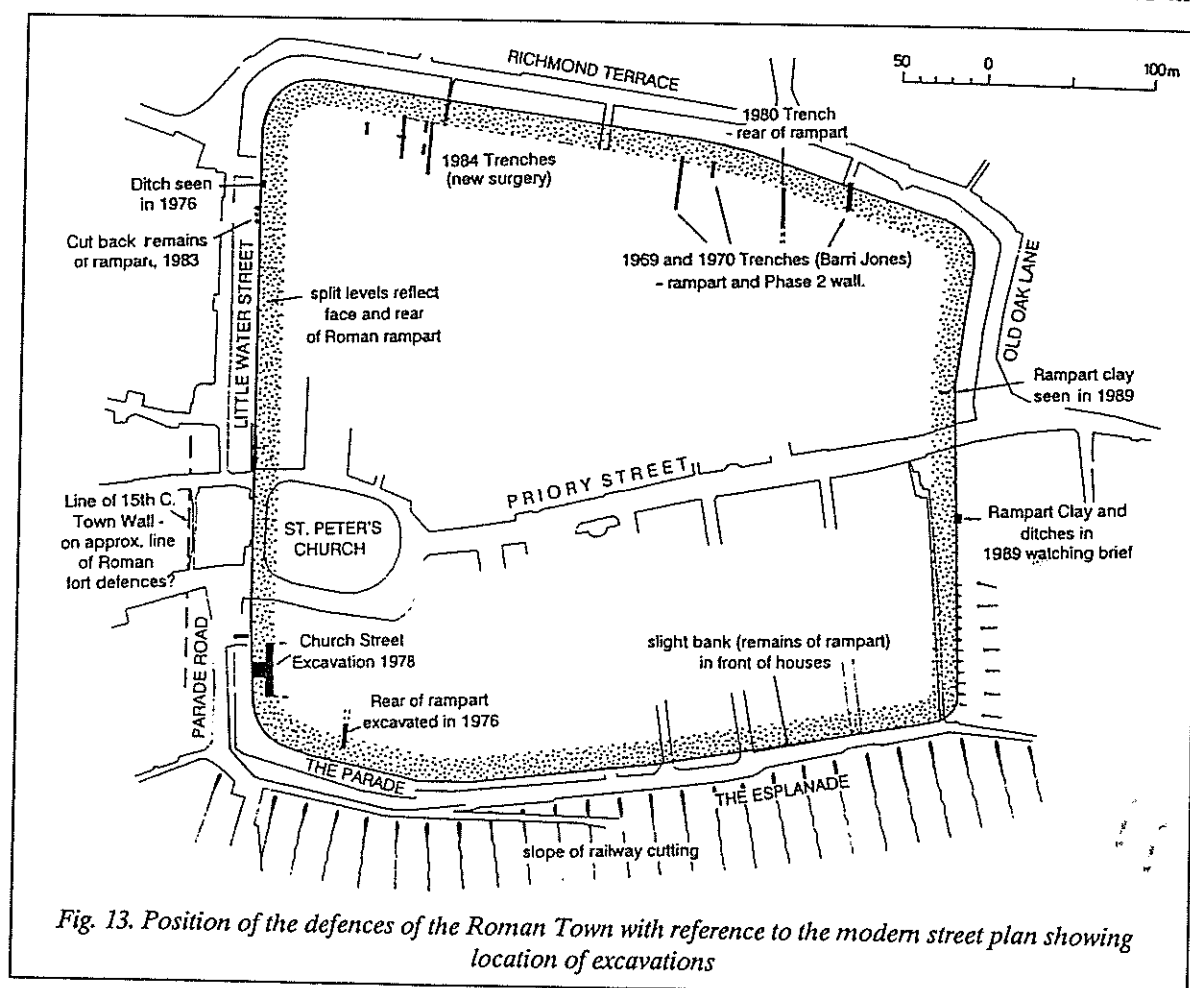 RICHMOND TERRACE
50 0 100m
1980 Trench
- rear of rampart
1984 Trenches
(new surgery)
Ditch seen
in 1976
Cut back remains
or rampart, 1983
LITTLE WATER STREET
split levels reflect
face and rear
of Roman rampart
1969 and 1970 Trenches (Barri Jones)
- rampart and Phase 2 wall.
OLD OAK LANE
Rampart clay
seen in 1989
PRIORY STREET
Line of 15th C.
Town Wall -
on approx. line
of Roman
fort defences?
ST. PETER'S
CHURCH
Rampart Clay and
ditches in
1989 watching brief
PARADE ROAD
Church Street
Excavation 1978
slight bank (remains of rampart)
in front of houses
Rear of rampart
excavated in 1976
THE PARADE
THE ESPLANADE
slope of railway cutting
Fig. 13. Position of the defences of the Roman Town with reference to the modern street plan showing
location of excavations